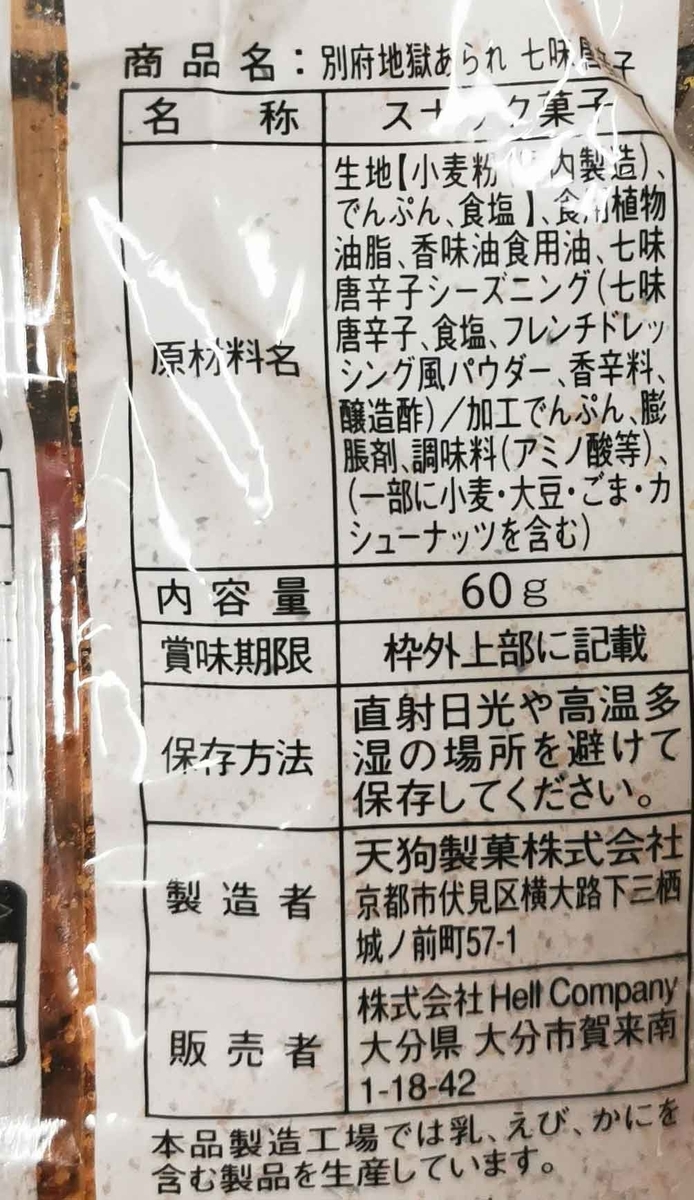 商品名：別府地獄あられ 七味唐子
名称 スナック菓子
原材料名
生地【小麦粉(国内製造)、
でんぷん、食塩】、食用植物
油脂、香味油食用油、七味
唐辛子シーズニング(七味
唐辛子、食塩、フレンチドレッ
シング風パウダー、香辛料、
醸造酢)／加工でんぷん、膨
脹剤、調味料(アミノ酸等)、
(一部に小麦・大豆・ごま・カ
シューナッツを含む)
内容量 60g
賞味期限 枠外上部に記載
保存方法
直射日光や高温多
湿の場所を避けて
保存してください。
製造者
天狗製菓株式会社
京都市伏見区横大路下三栖
城ノ前町57-1
販売者
株式会社 Hell Company
大分県 大分市賀来南
1-18-42
本品製造工場では乳、えび、かにを
含む製品を生産しています。